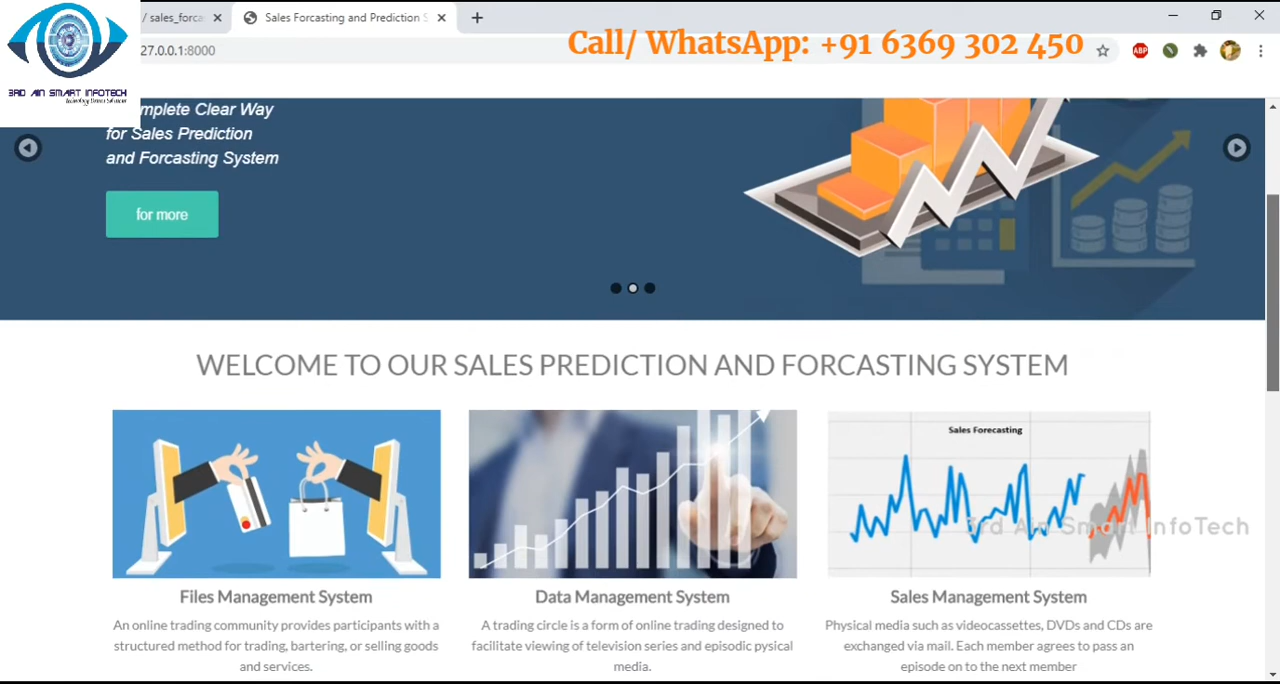 / sales_forca
Sales Forcasting and Prediction S
Call/ WhatsApp: +91 6369 302 450
27.0.0.1:8000
ABP
3RD AIN SMART INFOTECH
mplete Clear Way
for Sales Prediction
and Forcasting System
for more
WELCOME TO OUR SALES PREDICTION AND FORCASTING SYSTEM
Sales Forecasting
3rd Ain Smart InfoTech
Files Management System
An online trading community provides participants with a
structured method for trading, bartering, or selling goods
and services.
Data Management System
A trading circle is a form of online trading designed to
facilitate viewing of television series and episodic pysical
media.
Sales Management System
Physical media such as videocassettes, DVDs and CDs are
exchanged via mail. Each member agrees to pass an
episode on to the next member